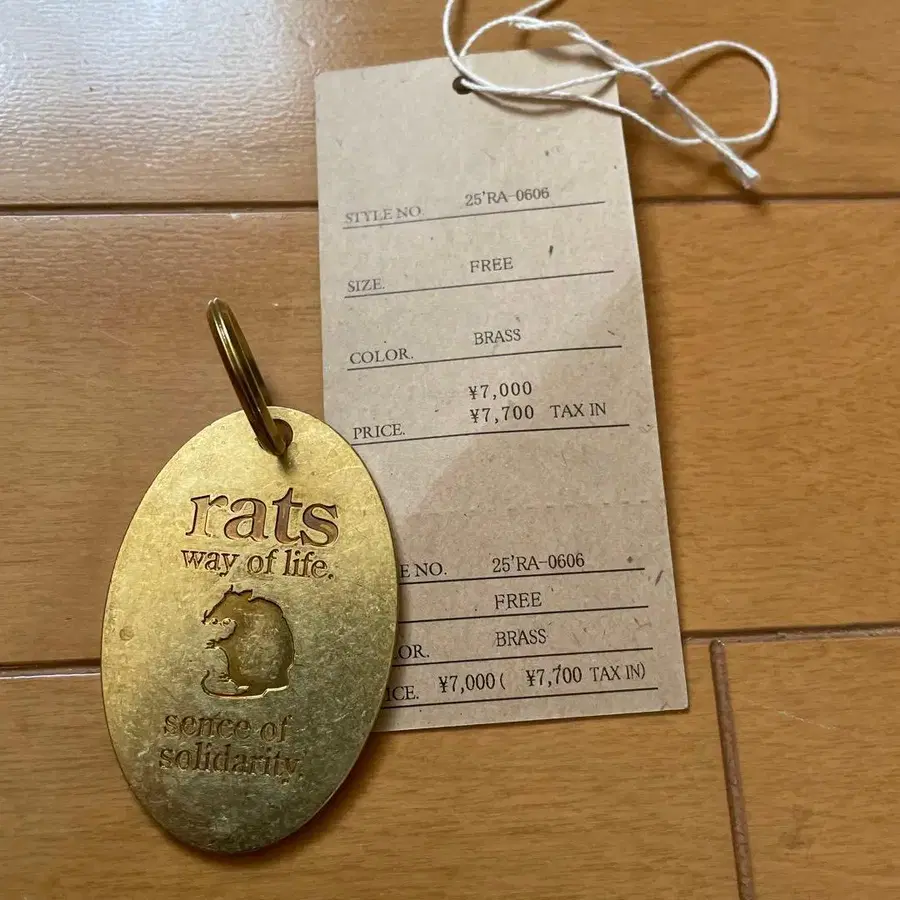 STYLE NO. 25'RA-0606
SIZE. FREE
COLOR. BRASS
¥7,000
PRICE. ¥7,700 TAX IN
E NO. 25'RA-0606
FREE
OR. BRASS
ICE. ¥7,000( ¥7,700 TAX IN)
rats
way of life.
sence of
solidarity.